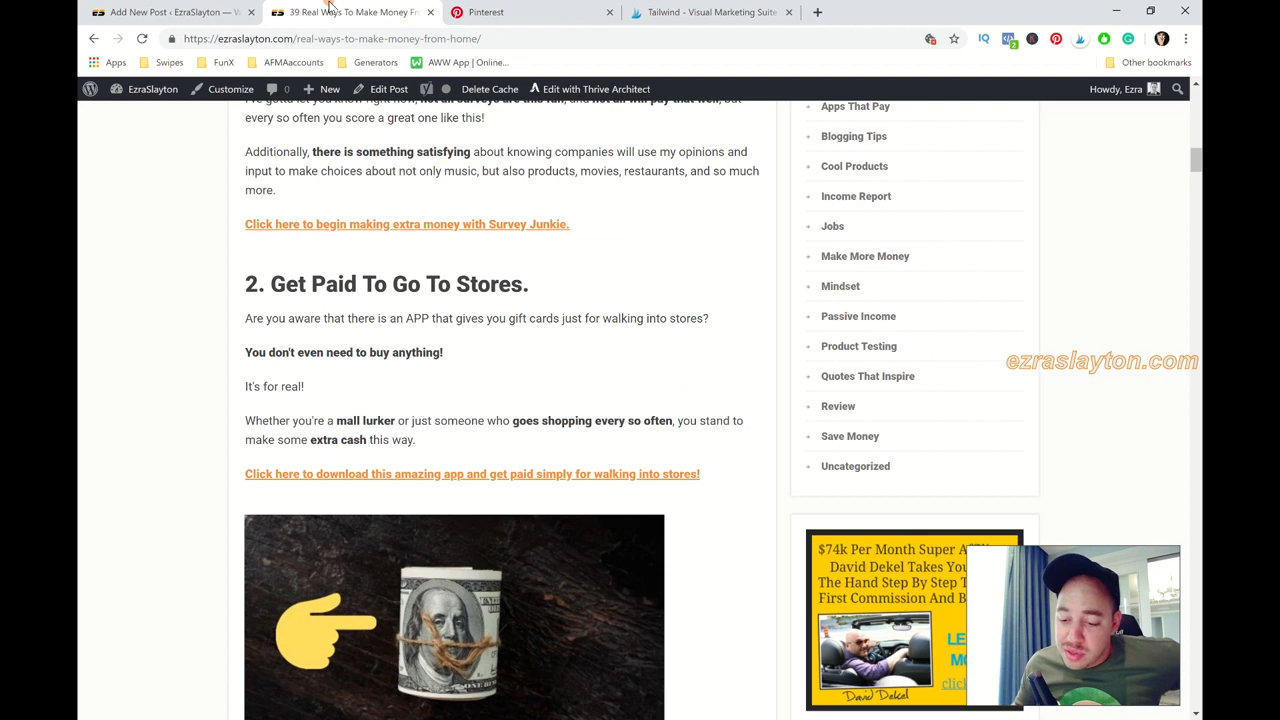 Add New Post ‹ EzraSlayton — W
39 Real Ways To Make Money Fr
Pinterest
Tailwind - Visual Marketing Suite
https://ezraslayton.com/real-ways-to-make-money-from-home/
Apps
Swipes
FunX
AFMAaccounts
Generators
AWW App | Online...
Other bookmarks
EzraSlayton
Customize
0
New
Edit Post
Delete Cache
Edit with Thrive Architect
Howdy, Ezra
I've gotta let you know right now, not all surveys are this fun, and not all will pay that well, but
every so often you score a great one like this!
Additionally, there is something satisfying about knowing companies will use my opinions and
input to make choices about not only music, but also products, movies, restaurants, and so much
more.
Click here to begin making extra money with Survey Junkie.
2. Get Paid To Go To Stores.
Are you aware that there is an APP that gives you gift cards just for walking into stores?
You don't even need to buy anything!
It's for real!
Whether you're a mall lurker or just someone who goes shopping every so often, you stand to
make some extra cash this way.
Click here to download this amazing app and get paid simply for walking into stores!
Apps That Pay
Blogging Tips
Cool Products
Income Report
Jobs
Make More Money
Mindset
Passive Income
Product Testing
Quotes That Inspire
Review
Save Money
Uncategorized
ezraslayton.com
$74k Per Month Super
David Dekel Takes You
The Hand Step By Step T
First Commission And B
LE
MO
click
David Dekel